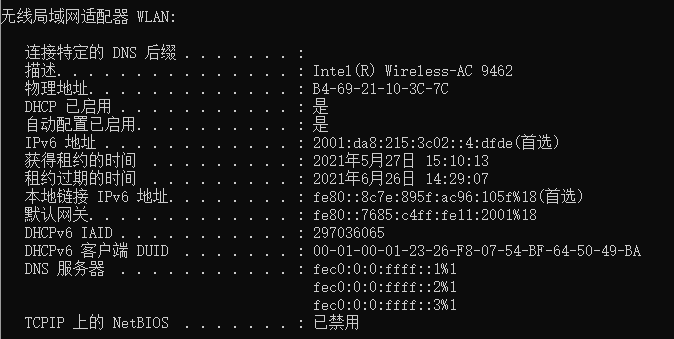 无线局域网适配器 WLAN:
连接特定的 DNS 后缀 . . . . . . . :
描述. . . . . . . . . . . . . . . : Intel(R) Wireless-AC 9462
物理地址. . . . . . . . . . . . . : B4-69-21-10-3C-7C
DHCP 已启用 . . . . . . . . . . . : 是
自动配置已启用. . . . . . . . . . : 是
IPv6 地址 . . . . . . . . . . . . : 2001:da8:215:3c02::4:dfde(首选)
获得租约的时间  . . . . . . . . . : 2021年5月27日 15:10:13
租约过期的时间  . . . . . . . . . : 2021年6月26日 14:29:07
本地链接 IPv6 地址. . . . . . . . : fe80::8c7e:895f:ac96:105f%18(首选)
默认网关. . . . . . . . . . . . . : fe80::7685:c4ff:fe11:2001%18
DHCPv6 IAID . . . . . . . . . . . : 297036065
DHCPv6 客户端 DUID  . . . . . . . : 00-01-00-01-23-26-F8-07-54-BF-64-50-49-BA
DNS 服务器  . . . . . . . . . . . : fec0:0:0:ffff::1%1
fec0:0:0:ffff::2%1
fec0:0:0:ffff::3%1
TCPIP 上的 NetBIOS  . . . . . . . : 已禁用